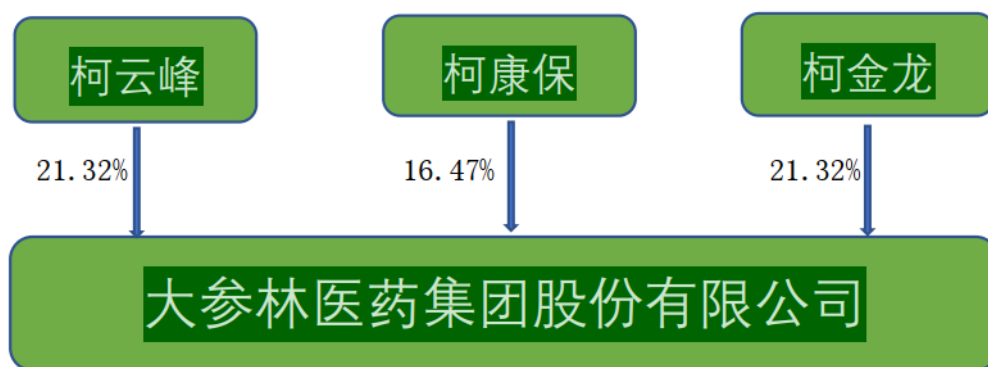 柯云峰
柯康保
柯金龙
21.32%
16.47%
21.32%
大参林医药集团股份有限公司